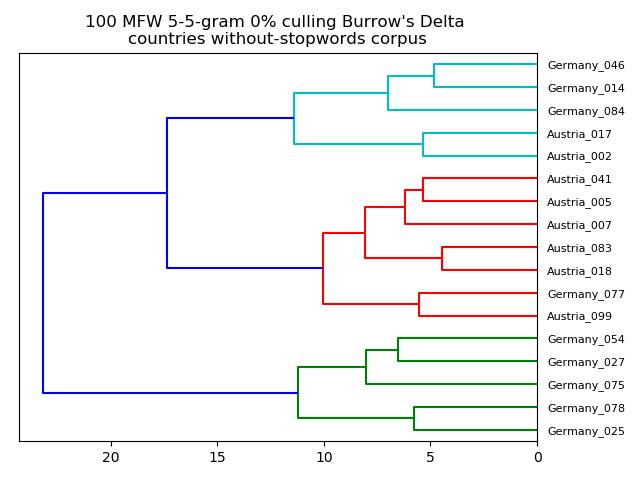 100 MFW 5-5-gram 0% culling Burrow's Delta
countries without-stopwords corpus
Germany_046
Germany_014
Germany_084
Austria_017
Austria_002
Austria_041
Austria_005
Austria_007
Austria_083
Austria_018
Germany_077
Austria_099
Germany_054
Germany_027
Germany_075
Germany_078
Germany_025
20 15 10 5 0